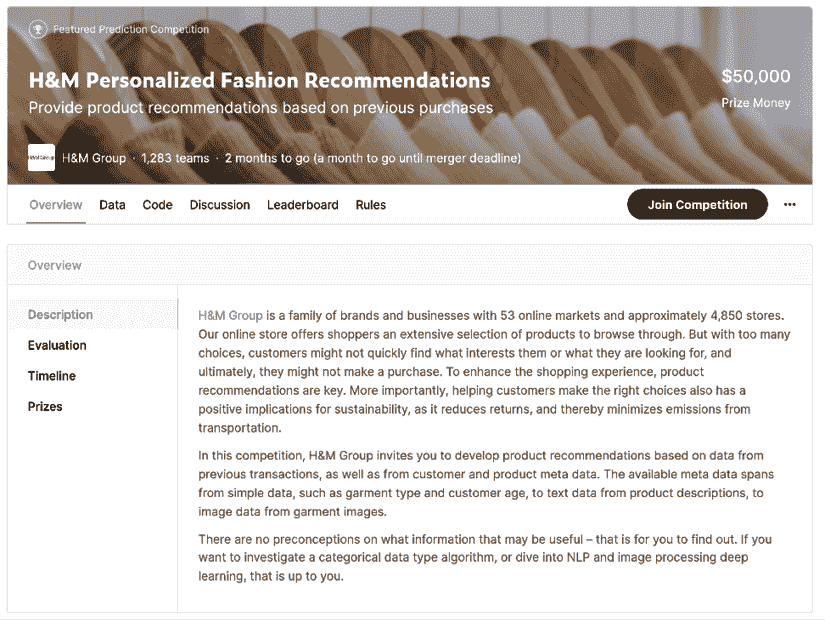 Featured Prediction Competition
H&M Personalized Fashion Recommendations
Provide product recommendations based on previous purchases
$50,000
Prize Money
H&M Group · 1,283 teams · 2 months to go (a month to go until merger deadline)
Overview Data Code Discussion Leaderboard Rules Join Competition ...
Overview
Description
Evaluation
Timeline
Prizes
H&M Group is a family of brands and businesses with 53 online markets and approximately 4,850 stores.
Our online store offers shoppers an extensive selection of products to browse through. But with too many
choices, customers might not quickly find what interests them or what they are looking for, and
ultimately, they might not make a purchase. To enhance the shopping experience, product
recommendations are key. More importantly, helping customers make the right choices also has a
positive implications for sustainability, as it reduces returns, and thereby minimizes emissions from
transportation.
In this competition, H&M Group invites you to develop product recommendations based on data from
previous transactions, as well as from customer and product meta data. The available meta data spans
from simple data, such as garment type and customer age, to text data from product descriptions, to
image data from garment images.
There are no preconceptions on what information that may be useful – that is for you to find out. If you
want to investigate a categorical data type algorithm, or dive into NLP and image processing deep
learning, that is up to you.